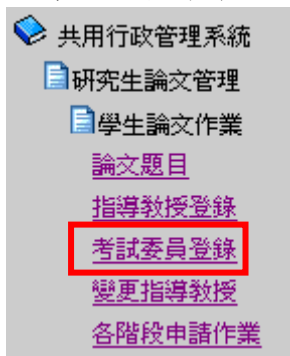 共用行政管理系統
研究生論文管理
學生論文作業
論文題目
指導教授登錄
考試委員登錄
變更指導教授
各階段申請作業